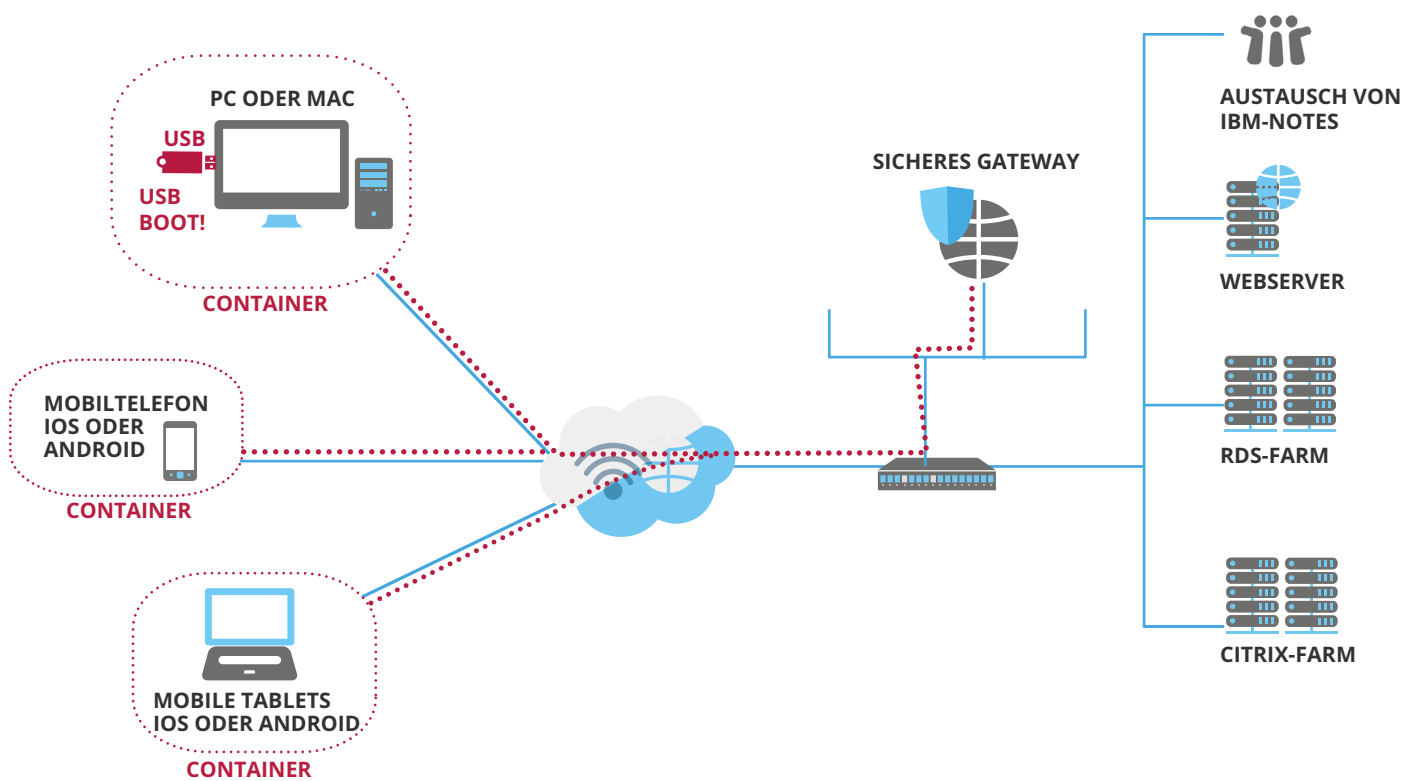 PC ODER MAC
USB
USB
BOOT!
CONTAINER
MOBILTELEFON
IOS ODER
ANDROID
CONTAINER
MOBILE TABLETS
IOS ODER ANDROID
CONTAINER
SICHERES GATEWAY
AUSTAUSCH VON
IBM-NOTES
WEBSERVER
RDS-FARM
CITRIX-FARM